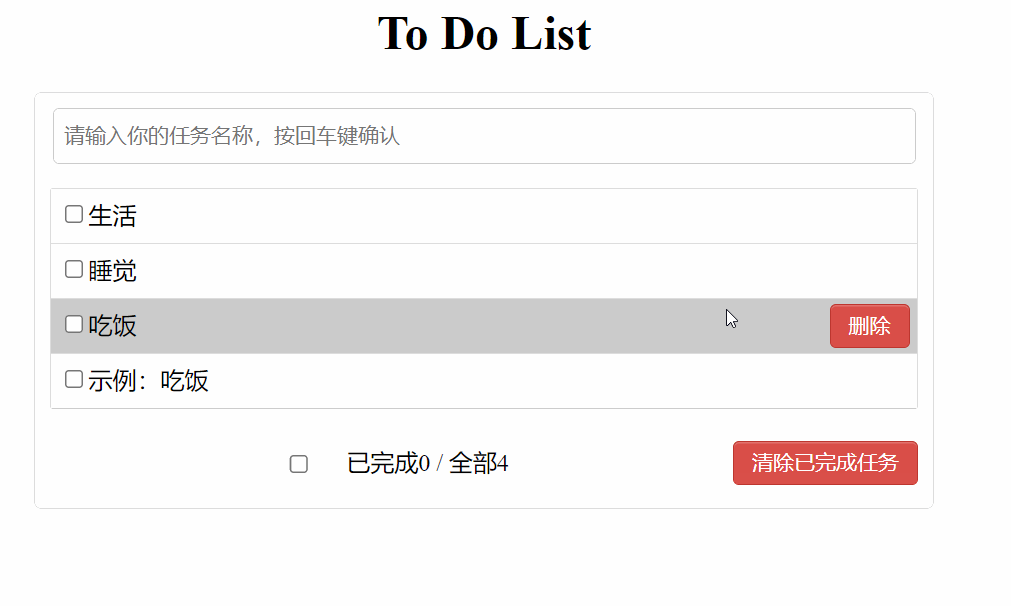 To Do List
请输入你的任务名称，按回车键确认
生活
睡觉
吃饭 删除
示例：吃饭
已完成0 / 全部4 清除已完成任务